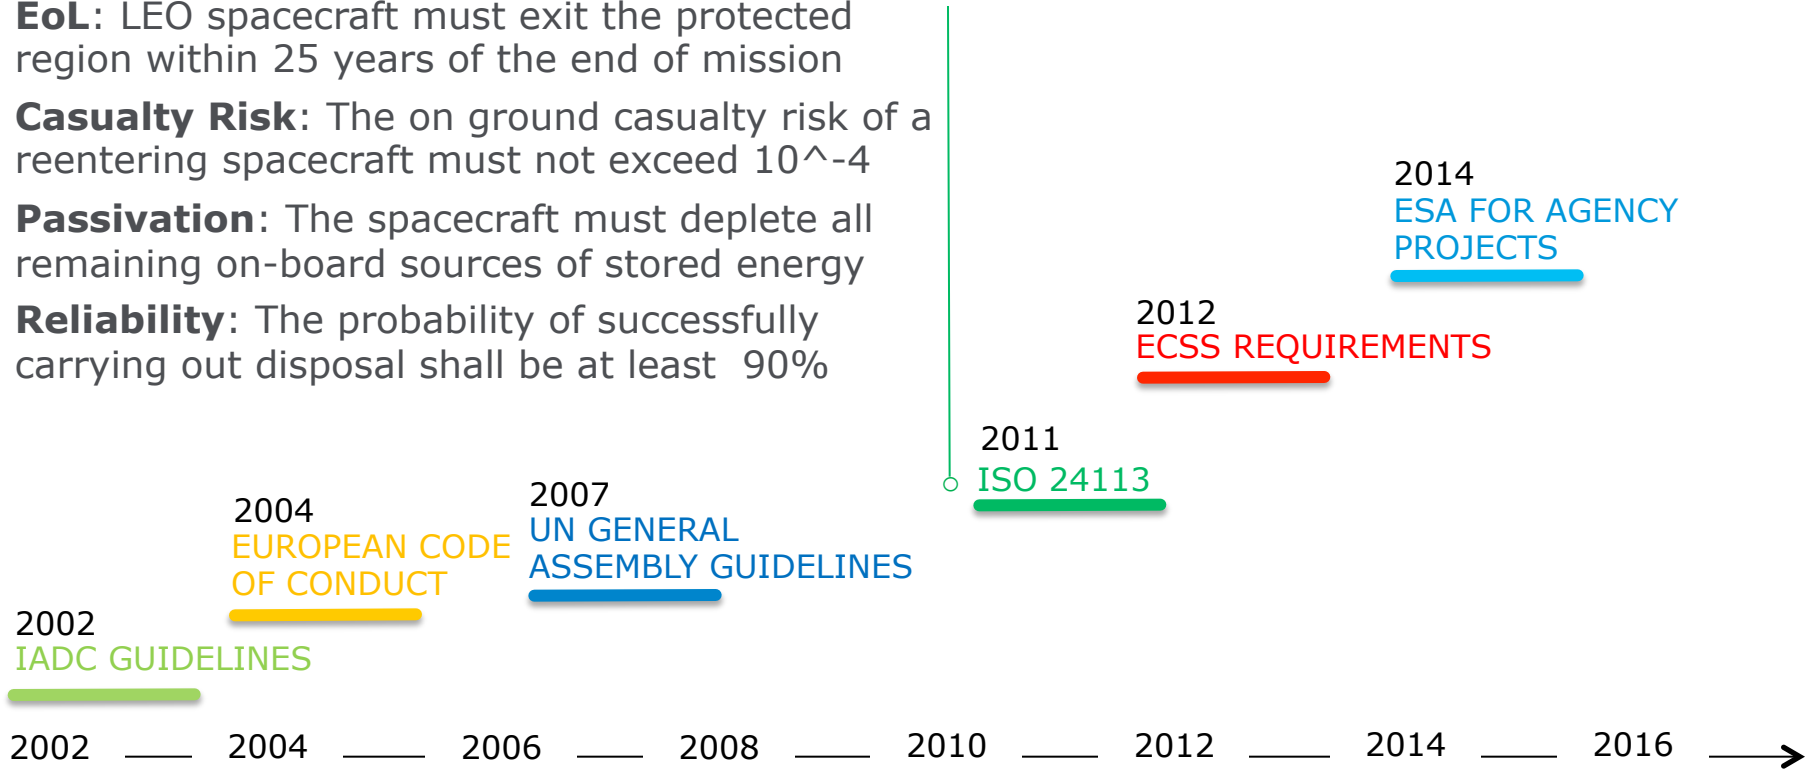 EoL: LEO spacecraft must exit the protected
region within 25 years of the end of mission
Casualty Risk: The on ground casualty risk of a
reentering spacecraft must not exceed 10^-4
Passivation: The spacecraft must deplete all
remaining on-board sources of stored energy
Reliability: The probability of successfully
carrying out disposal shall be at least 90%
2014
ESA FOR AGENCY
PROJECTS
2012
ECSS REQUIREMENTS
2011
ISO 24113
2007
UN GENERAL
ASSEMBLY GUIDELINES
2004
EUROPEAN CODE
OF CONDUCT
2002
IADC GUIDELINES
2002 2004 2006 2008 2010 2012 2014 2016